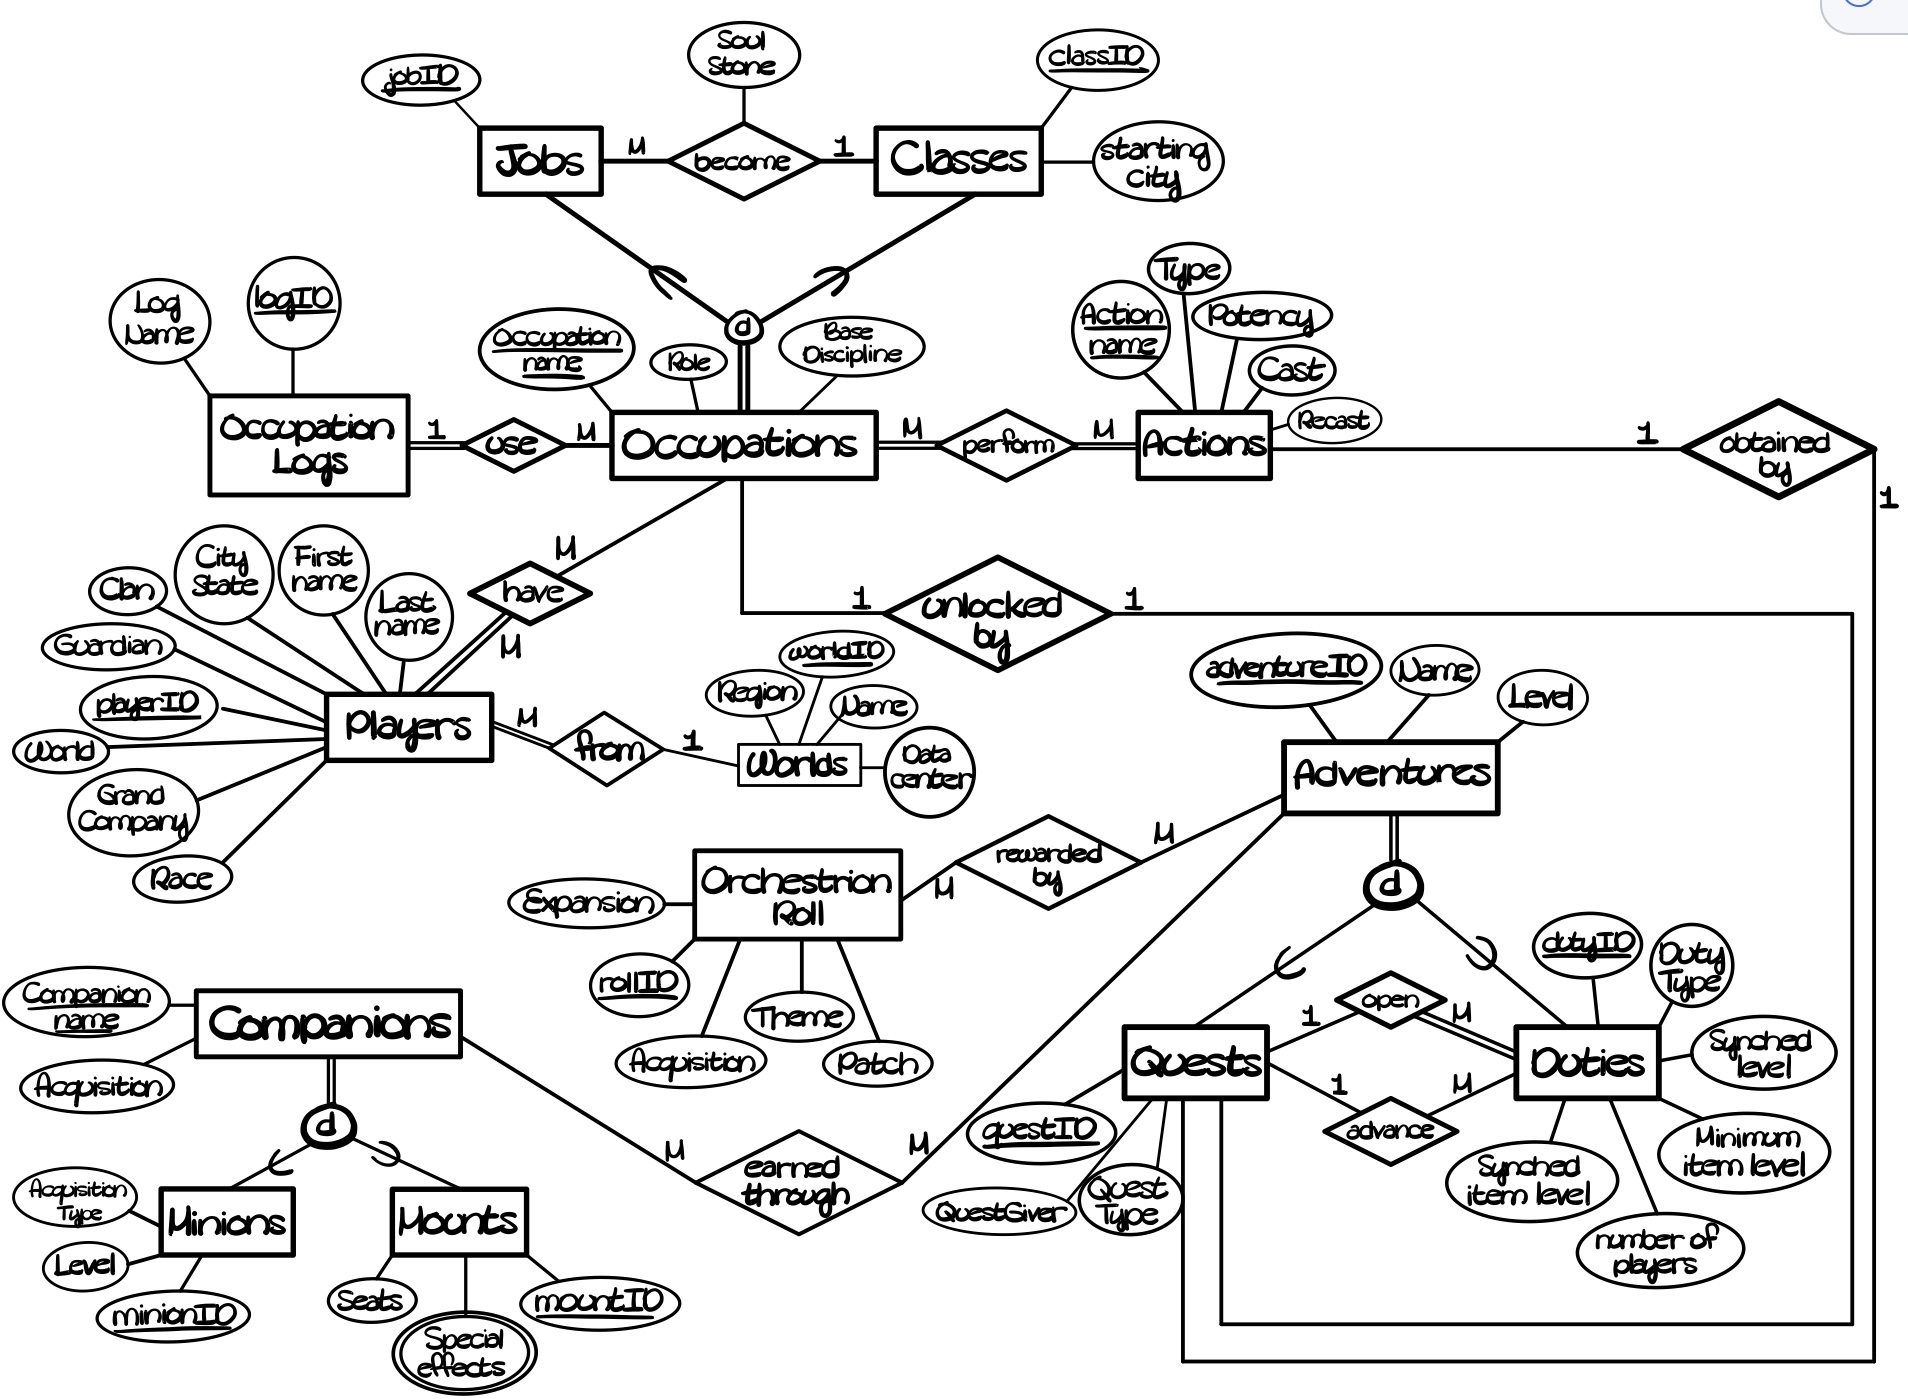 Soul
Stone
jobID
classID
Jobs
M
become
1
Classes
starting
city
Log
Name
logID
Occupation
name
Role
d
Base
Discipline
Type
Action
name
Potency
Cast
Recast
Occupation
Logs
1
use
M
Occupations
M
perform
M
Actions
1
obtained
by
1
Clan
City
State
First
name
Last
name
M
have
M
1
unlocked
by
1
Guardian
playerID
World
Grand
Company
Race
Players
M
from
1
Worlds
Region
worldID
Name
Data
center
adventureID
Name
Level
Adventures
M
rewarded
by
M
Orchestrion
Roll
Expansion
rollID
Acquisition
Theme
Patch
d
dutyID
Duty
Type
Synched
level
open
1
M
Quests
Duties
1
M
advance
questID
QuestGiver
Quest
Type
Synched
item level
Minimum
item level
number of
players
Companion
name
Companions
Acquisition
d
M
earned
through
M
Acquisition
Type
Minions
Mounts
Level
minionID
Seats
Special
effects
mountID